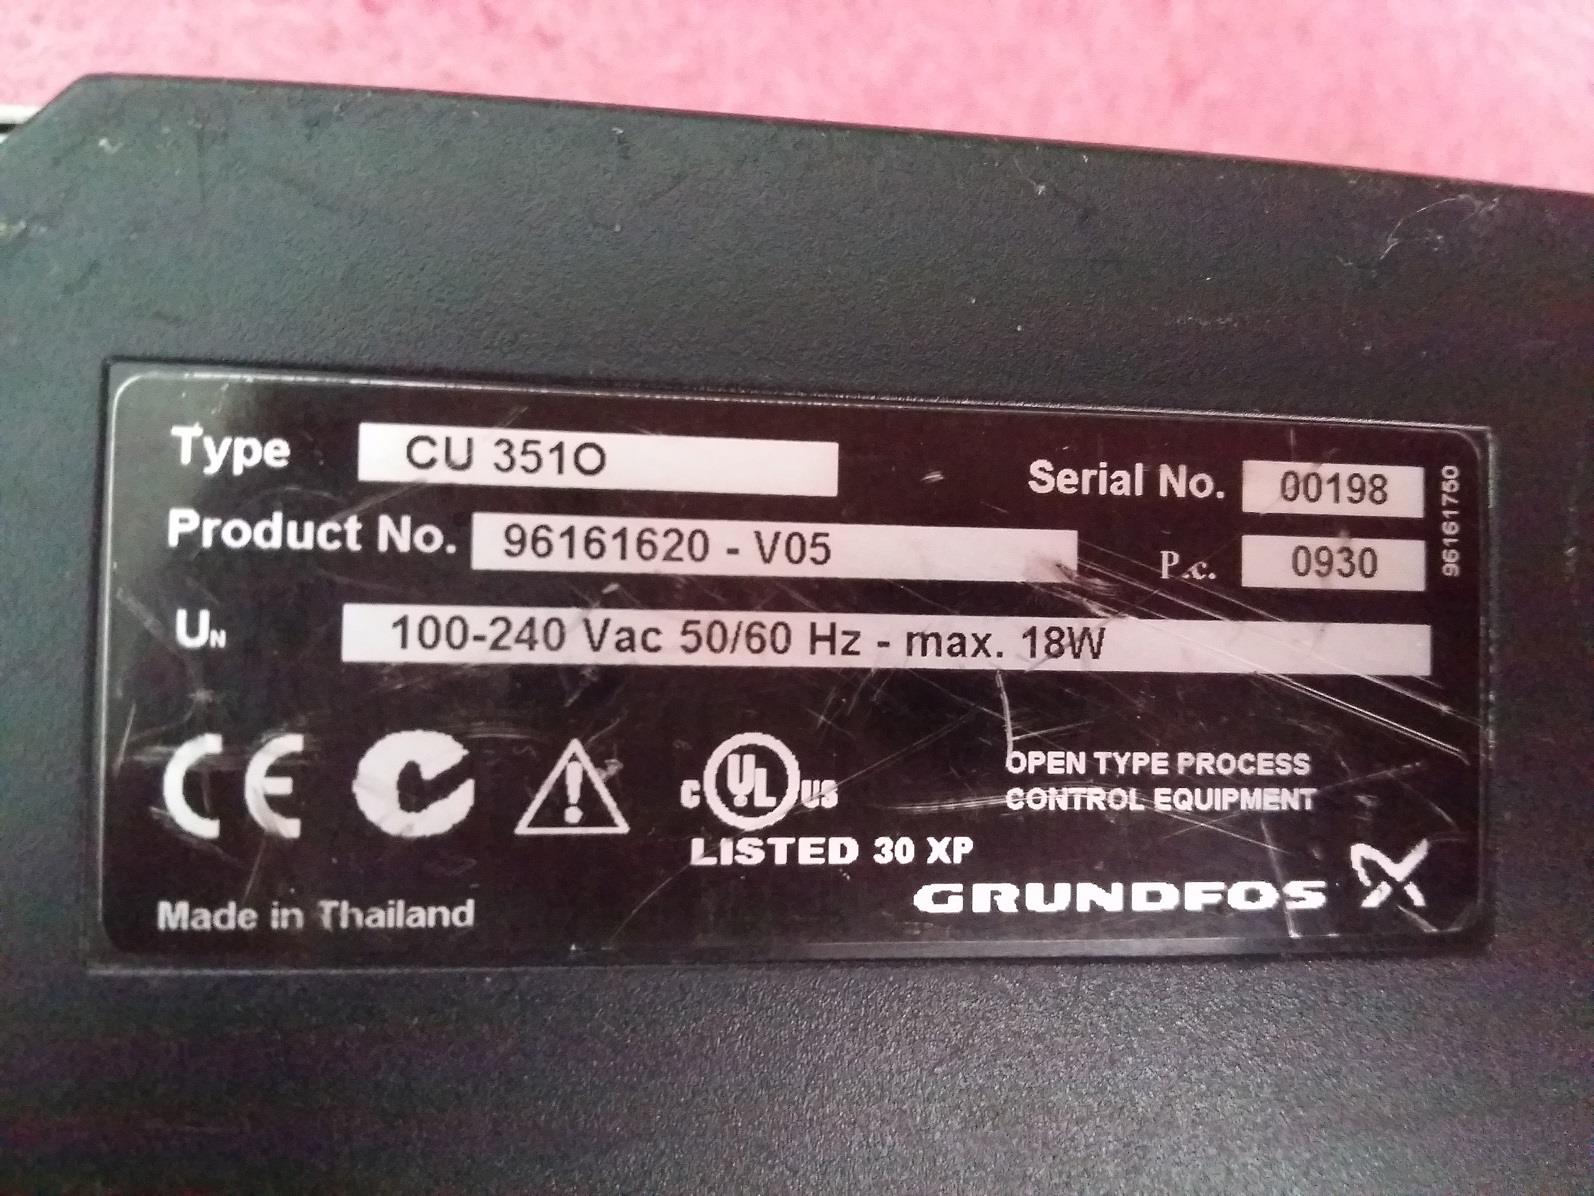 Type CU 351O
Serial No. 00198
Product No. 96161620 - V05
P.c. 0930
96161750
UN 100-240 Vac 50/60 Hz - max. 18W
CE
C UL US
LISTED 30 XP
OPEN TYPE PROCESS
CONTROL EQUIPMENT
GRUNDFOS
Made in Thailand